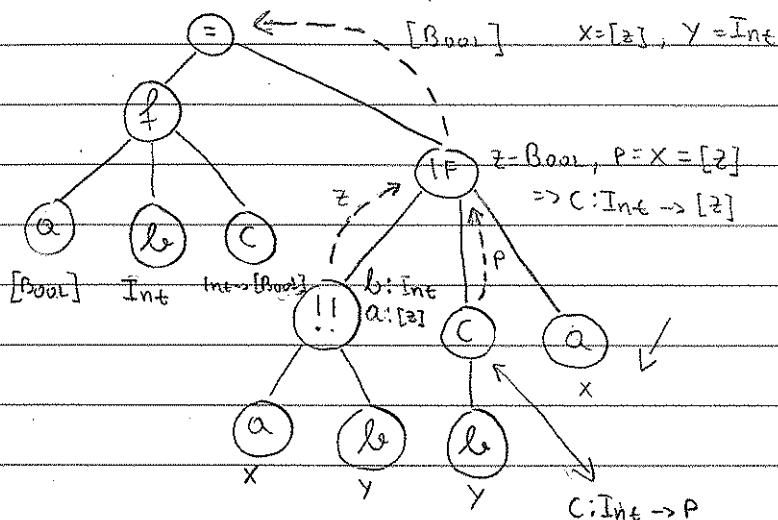 = [Bool] X=[z], Y=Int
f
IF z-Bool, P=X=[z]
=> C:Int->[z]
z
a b c
P
[Bool] Int Int->[Bool] b:Int
!! a:[z]
c a
X
a b b
X Y Y
C:Int->P